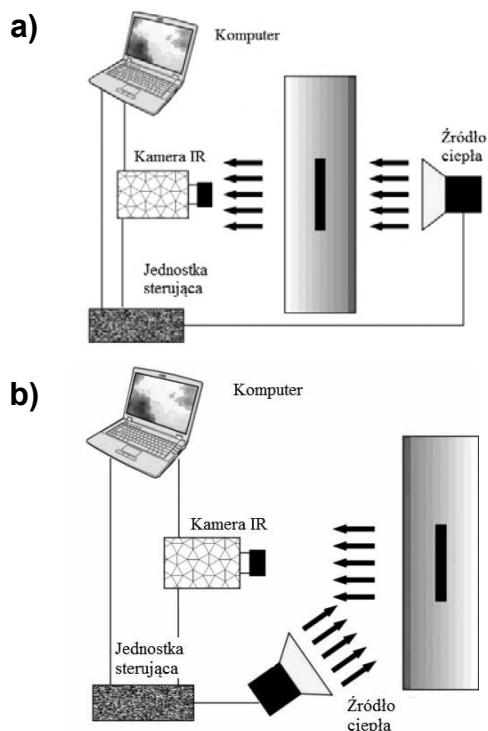 a)
Komputer
Źródło
ciepła
Kamera IR
Jednostka
sterująca
b)
Komputer
Kamera IR
Jednostka
sterująca
Źródło
ciepła